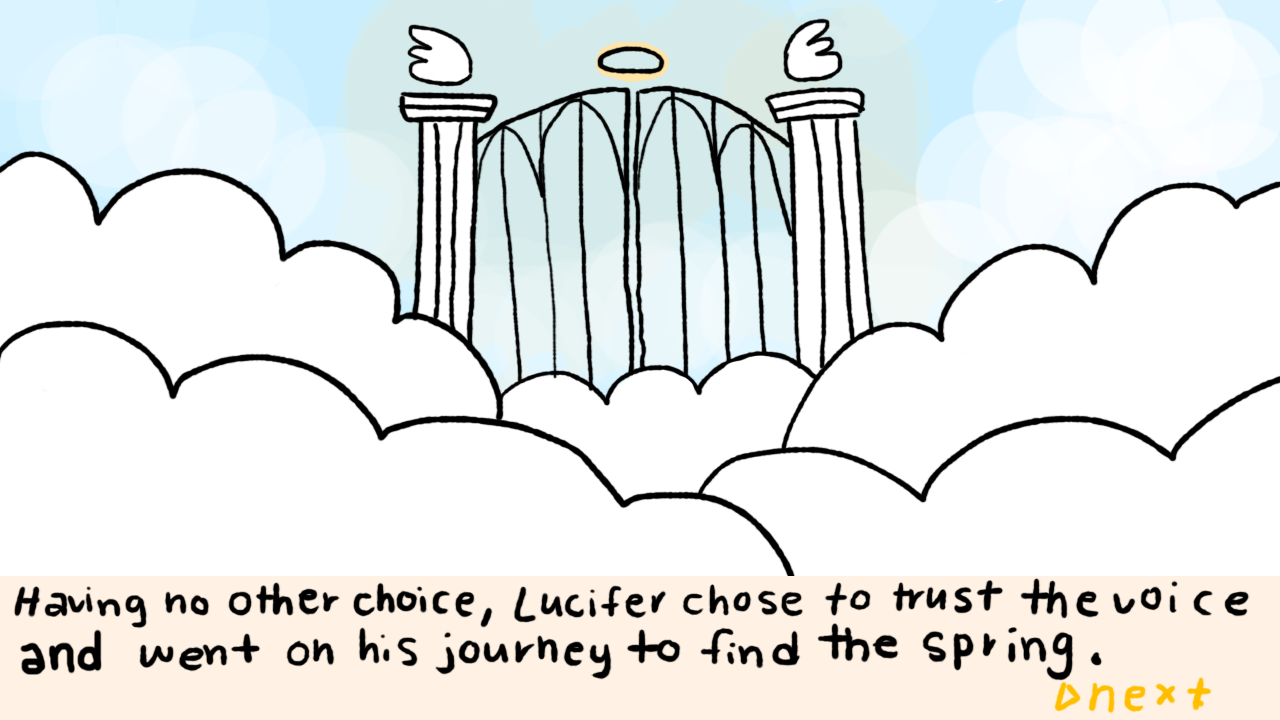 Having no other choice, Lucifer chose to trust the voice
and went on his journey to find the spring.
next